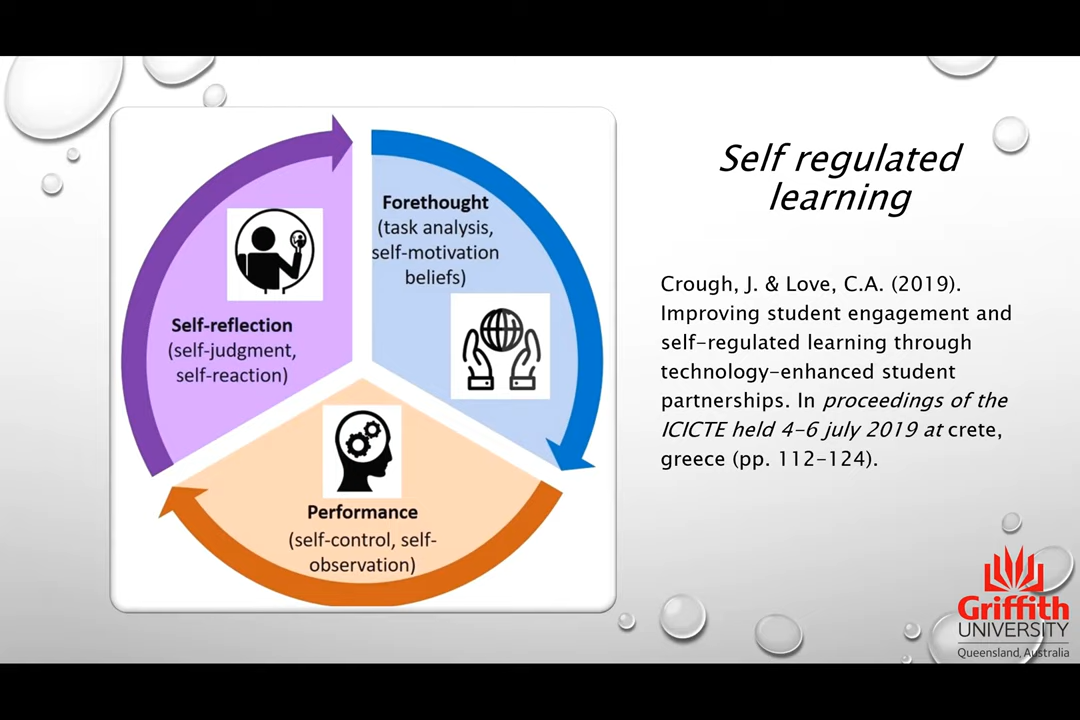 Self regulated
learning
Forethought
(task analysis,
self-motivation
beliefs)
Self-reflection
(self-judgment,
self-reaction)
Performance
(self-control, self-
observation)
Crough, J. & Love, C.A. (2019).
Improving student engagement and
self-regulated learning through
technology-enhanced student
partnerships. In proceedings of the
ICICTE held 4-6 july 2019 at crete,
greece (pp. 112-124).
Griffith
UNIVERSITY
Queensland, Australia